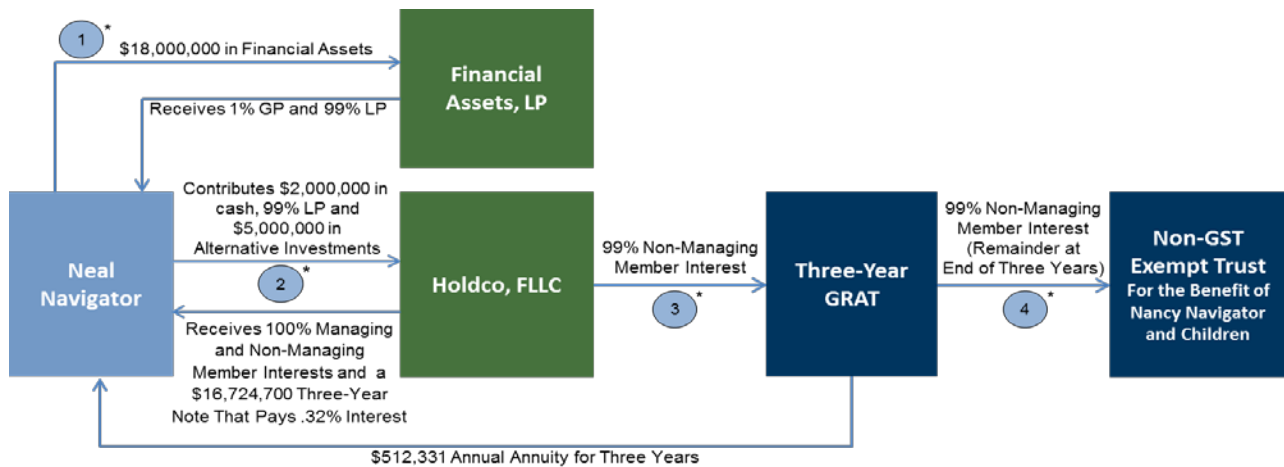 1 *
$18,000,000 in Financial Assets
Financial
Assets, LP
Receives 1% GP and 99% LP
Contributes $2,000,000 in
cash, 99% LP and
$5,000,000 in
Alternative Investments
2 *
Neal
Navigator
Holdco, FLLC
Receives 100% Managing
and Non-Managing
Member Interests and a
$16,724,700 Three-Year
Note That Pays .32% Interest
99% Non-Managing
Member Interest
3 *
Three-Year
GRAT
99% Non-Managing
Member Interest
(Remainder at
End of Three Years)
4 *
Non-GST
Exempt Trust
For the Benefit of
Nancy Navigator
and Children
$512,331 Annual Annuity for Three Years